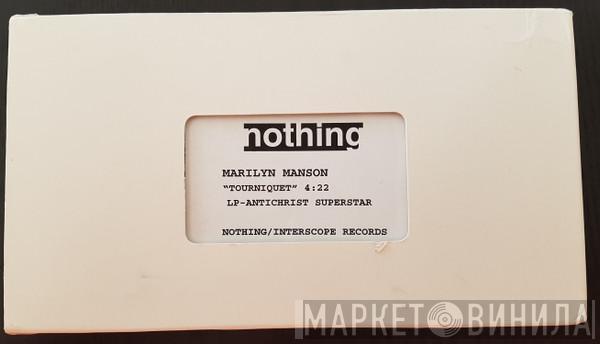 nothing
MARILYN MANSON
"TOURNIQUET" 4:22
LP-ANTICHRIST SUPERSTAR
NOTHING/INTERSCOPE RECORDS
МАРКЕТ ВИНИЛА